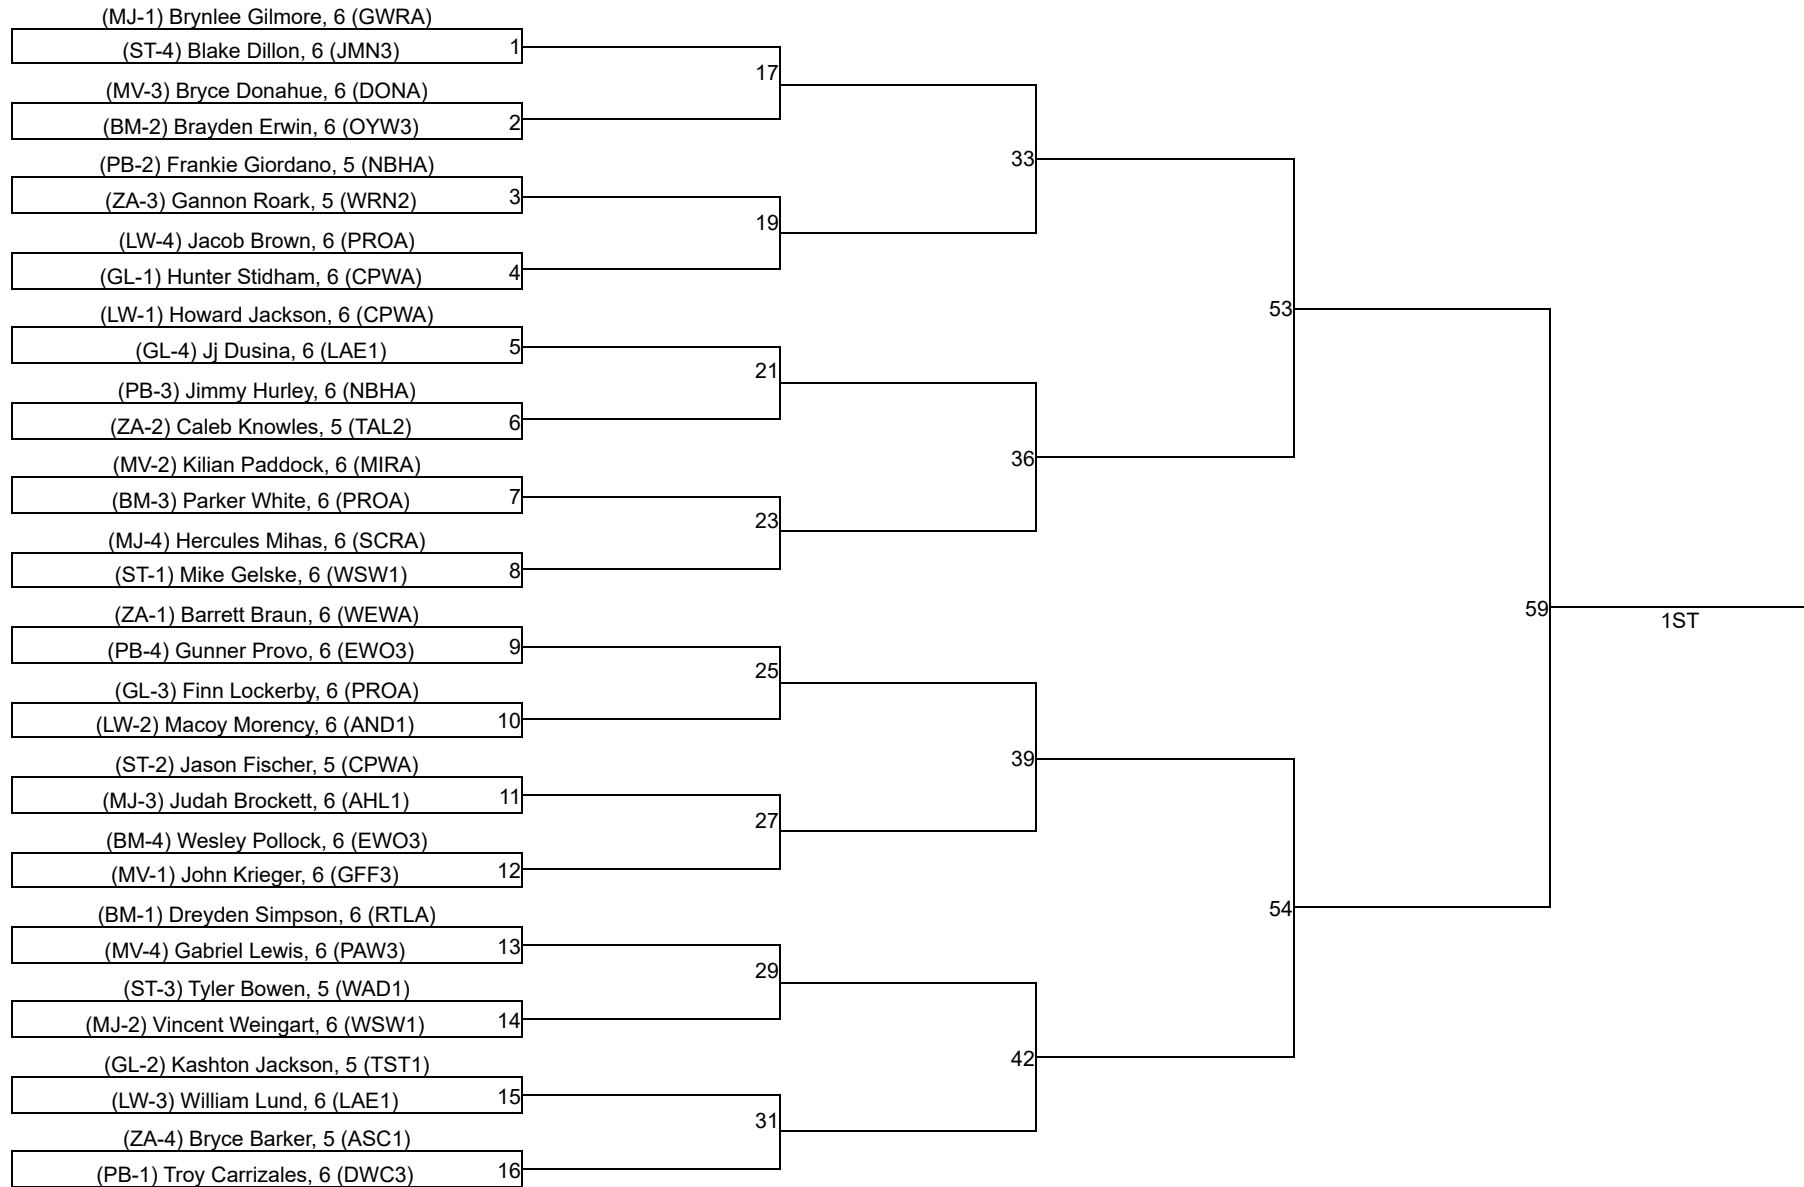 (MJ-1) Brynlee Gilmore, 6 (GWRA)
(ST-4) Blake Dillon, 6 (JMN3)
1
17
(MV-3) Bryce Donahue, 6 (DONA)
(BM-2) Brayden Erwin, 6 (OYW3)
2
33
(PB-2) Frankie Giordano, 5 (NBHA)
(ZA-3) Gannon Roark, 5 (WRN2)
3
19
(LW-4) Jacob Brown, 6 (PROA)
(GL-1) Hunter Stidham, 6 (CPWA)
4
53
(LW-1) Howard Jackson, 6 (CPWA)
(GL-4) Jj Dusina, 6 (LAE1)
5
21
(PB-3) Jimmy Hurley, 6 (NBHA)
(ZA-2) Caleb Knowles, 5 (TAL2)
6
36
(MV-2) Kilian Paddock, 6 (MIRA)
(BM-3) Parker White, 6 (PROA)
7
23
(MJ-4) Hercules Mihas, 6 (SCRA)
(ST-1) Mike Gelske, 6 (WSW1)
8
59
1ST
(ZA-1) Barrett Braun, 6 (WEWA)
(PB-4) Gunner Provo, 6 (EWO3)
9
25
(GL-3) Finn Lockerby, 6 (PROA)
(LW-2) Macoy Morency, 6 (AND1)
10
39
(ST-2) Jason Fischer, 5 (CPWA)
(MJ-3) Judah Brockett, 6 (AHL1)
11
27
(BM-4) Wesley Pollock, 6 (EWO3)
(MV-1) John Krieger, 6 (GFF3)
12
54
(BM-1) Dreyden Simpson, 6 (RTLA)
(MV-4) Gabriel Lewis, 6 (PAW3)
13
29
(ST-3) Tyler Bowen, 5 (WAD1)
(MJ-2) Vincent Weingart, 6 (WSW1)
14
42
(GL-2) Kashton Jackson, 5 (TST1)
(LW-3) William Lund, 6 (LAE1)
15
31
(ZA-4) Bryce Barker, 5 (ASC1)
(PB-1) Troy Carrizales, 6 (DWC3)
16